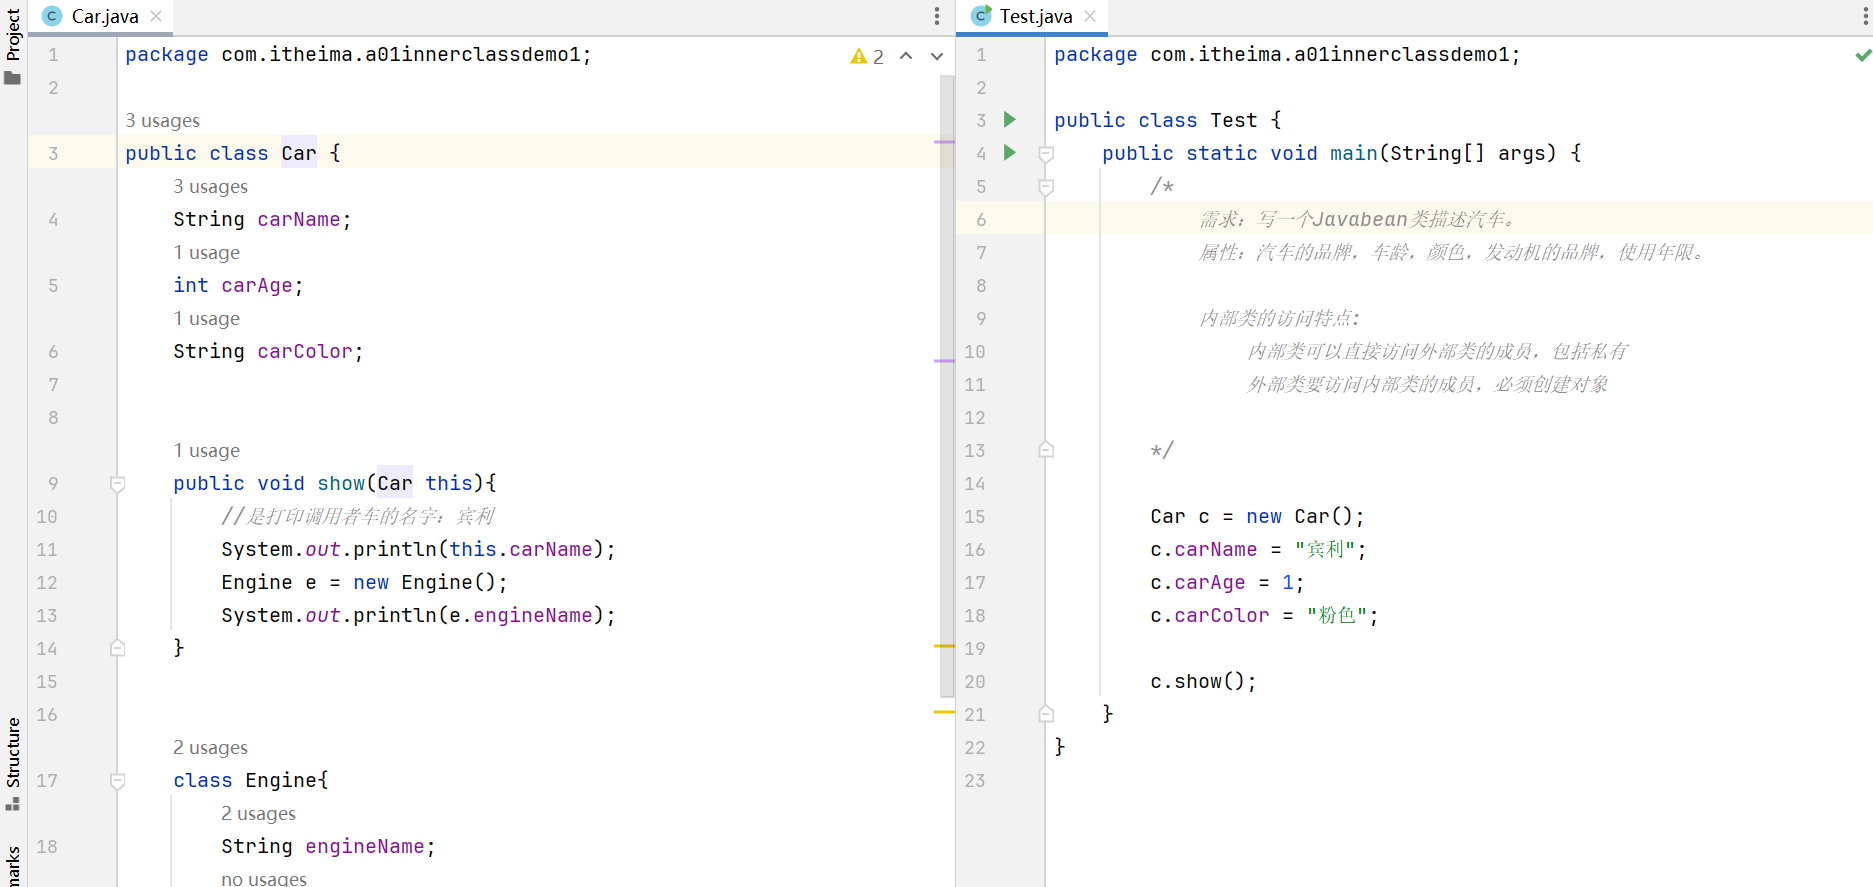 Project
Structure
marks
Car.java
1 package com.itheima.a01innerclassdemo1;
2
2
3 usages
3 public class Car {
3 usages
4 String carName;
1 usage
5 int carAge;
1 usage
6 String carColor;
7
8
1 usage
9 public void show(Car this){
10 //是打印调用者车的名字：宾利
11 System.out.println(this.carName);
12 Engine e = new Engine();
13 System.out.println(e.engineName);
14 }
15
16
2 usages
17 class Engine{
2 usages
18 String engineName;
no usages
Test.java
1 package com.itheima.a01innerclassdemo1;
2
3 public class Test {
4 public static void main(String[] args) {
5 /*
6 需求：写一个Javabean类描述汽车。
7 属性：汽车的品牌，车龄，颜色，发动机的品牌，使用年限。
8
9 内部类的访问特点：
10 内部类可以直接访问外部类的成员，包括私有
11 外部类要访问内部类的成员，必须创建对象
12
13 */
14
15 Car c = new Car();
16 c.carName = "宾利";
17 c.carAge = 1;
18 c.carColor = "粉色";
19
20 c.show();
21 }
22 }
23